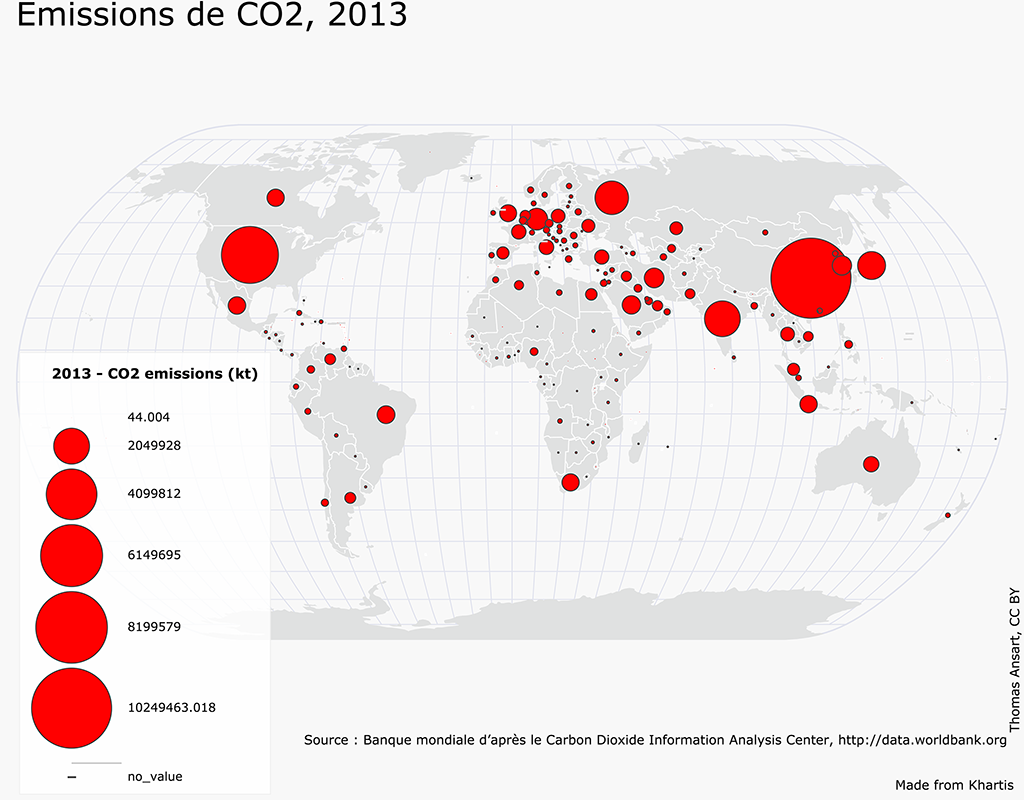 Emissions de CO2, 2013
2013 - CO2 emissions (kt)
44.004
2049928
4099812
6149695
8199579
10249463.018
no_value
Source : Banque mondiale d’après le Carbon Dioxide Information Analysis Center, http://data.worldbank.org
Thomas Ansart, CC BY
Made from Khartis